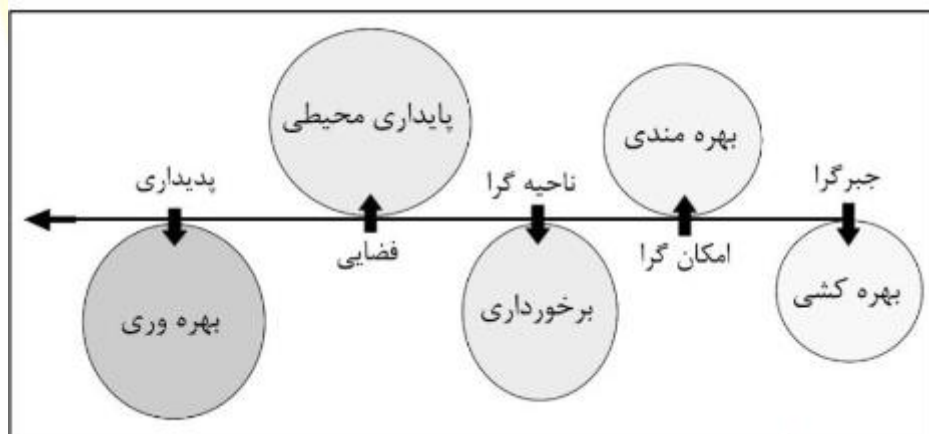 جبرگرا
بهره کشی
بهره مندی
امکان گرا
ناحیه گرا
برخورداری
پایداری محیطی
فضایی
پدیداری
بهره وری